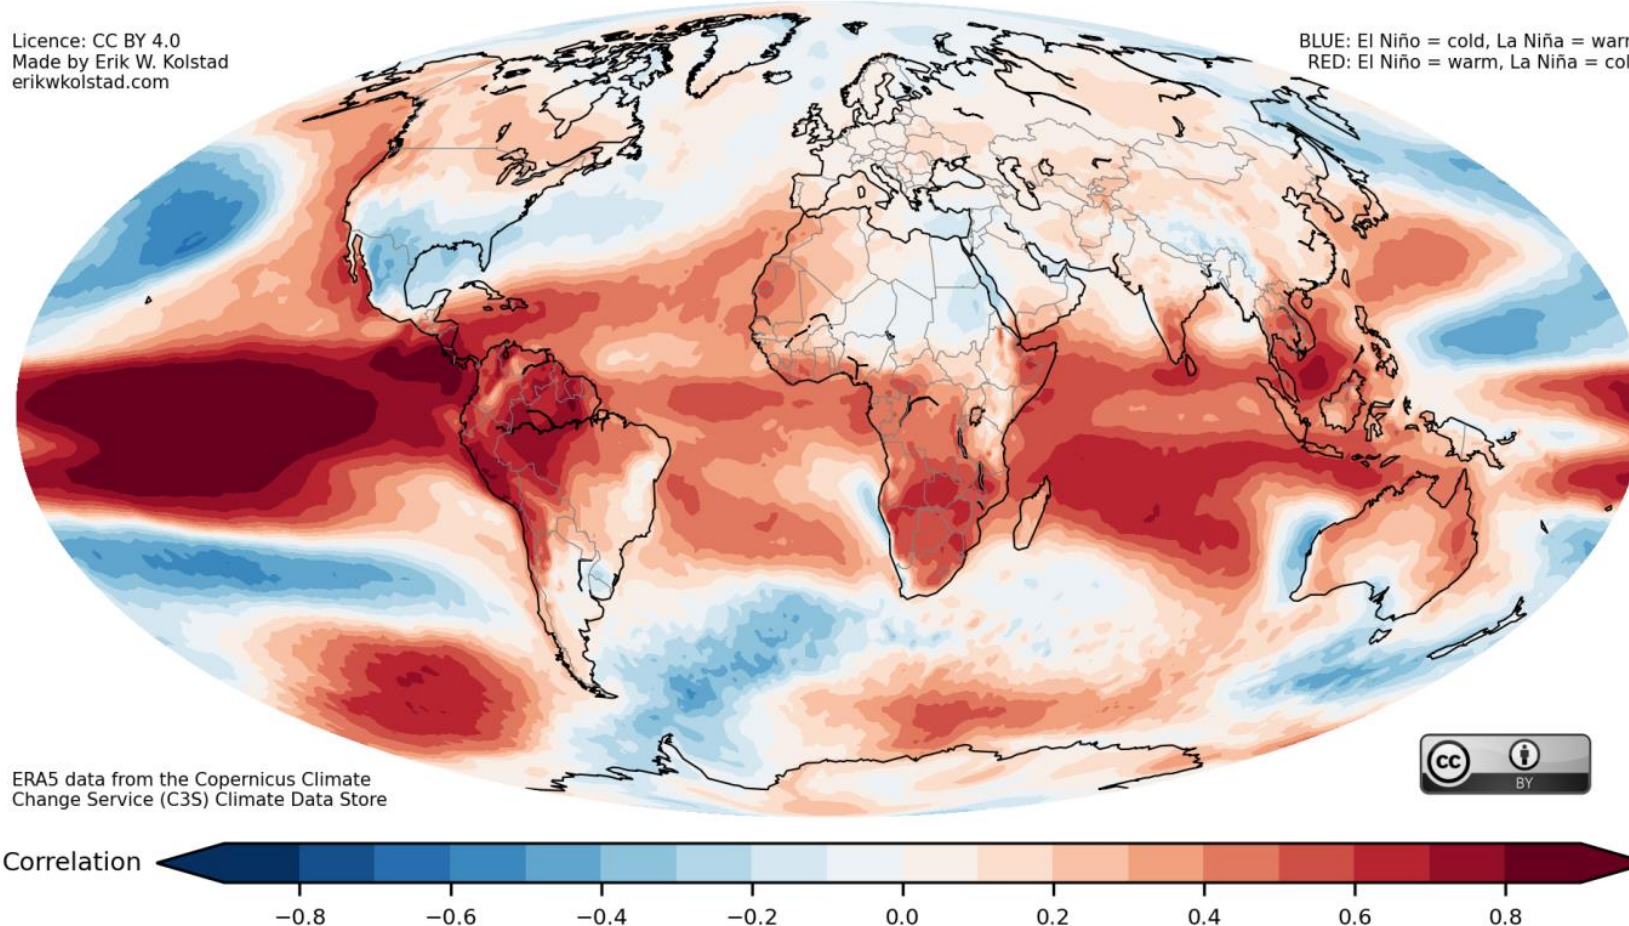 Licence: CC BY 4.0
Made by Erik W. Kolstad
erikwkolstad.com
BLUE: El Niño = cold, La Niña = warm
RED: El Niño = warm, La Niña = col
ERA5 data from the Copernicus Climate
Change Service (C3S) Climate Data Store
cc
BY
Correlation
−0.8 −0.6 −0.4 −0.2 0.0 0.2 0.4 0.6 0.8